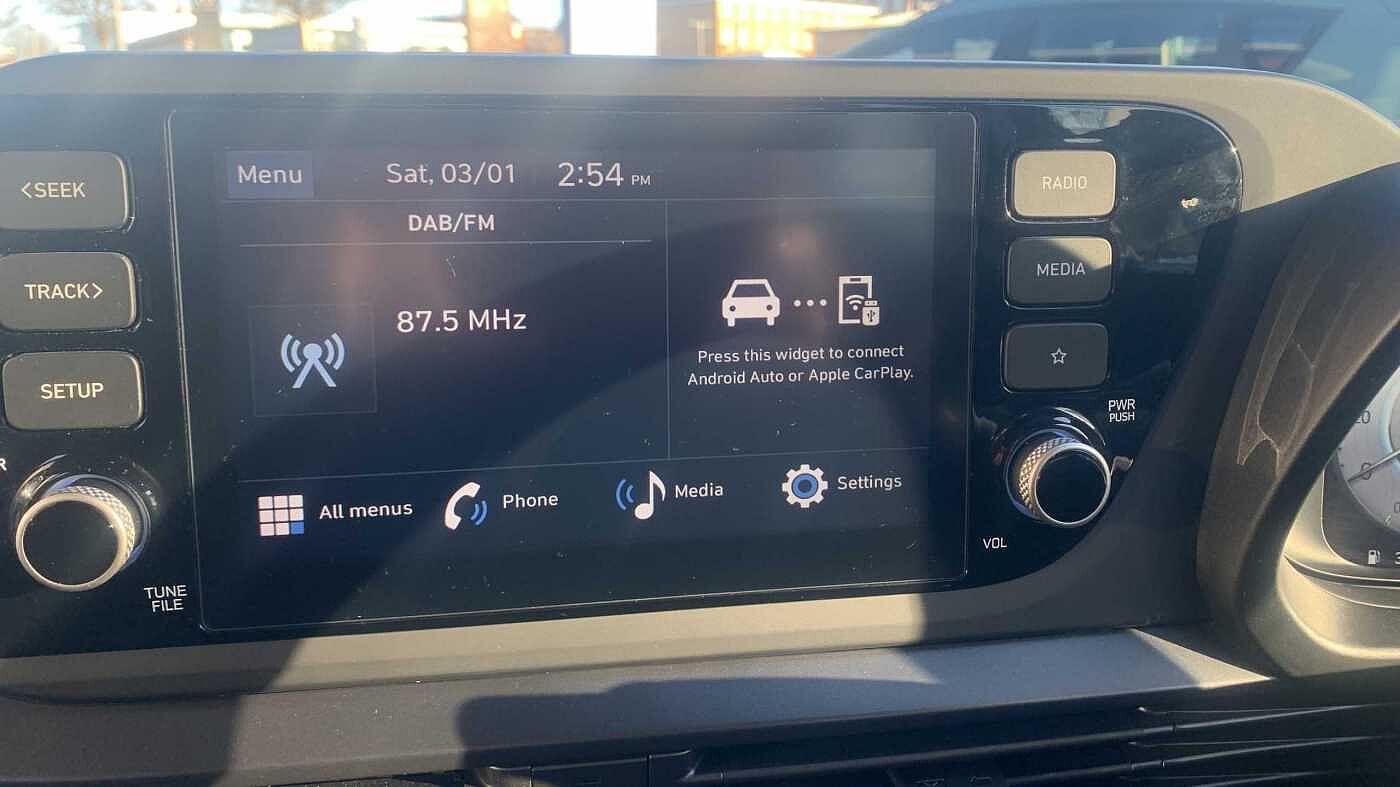 <SEEK
TRACK>
SETUP
TUNE
FILE
Menu
Sat, 03/01
2:54 PM
DAB/FM
87.5 MHz
Press this widget to connect
Android Auto or Apple CarPlay.
All menus
Phone
Media
Settings
RADIO
MEDIA
PWR
PUSH
VOL